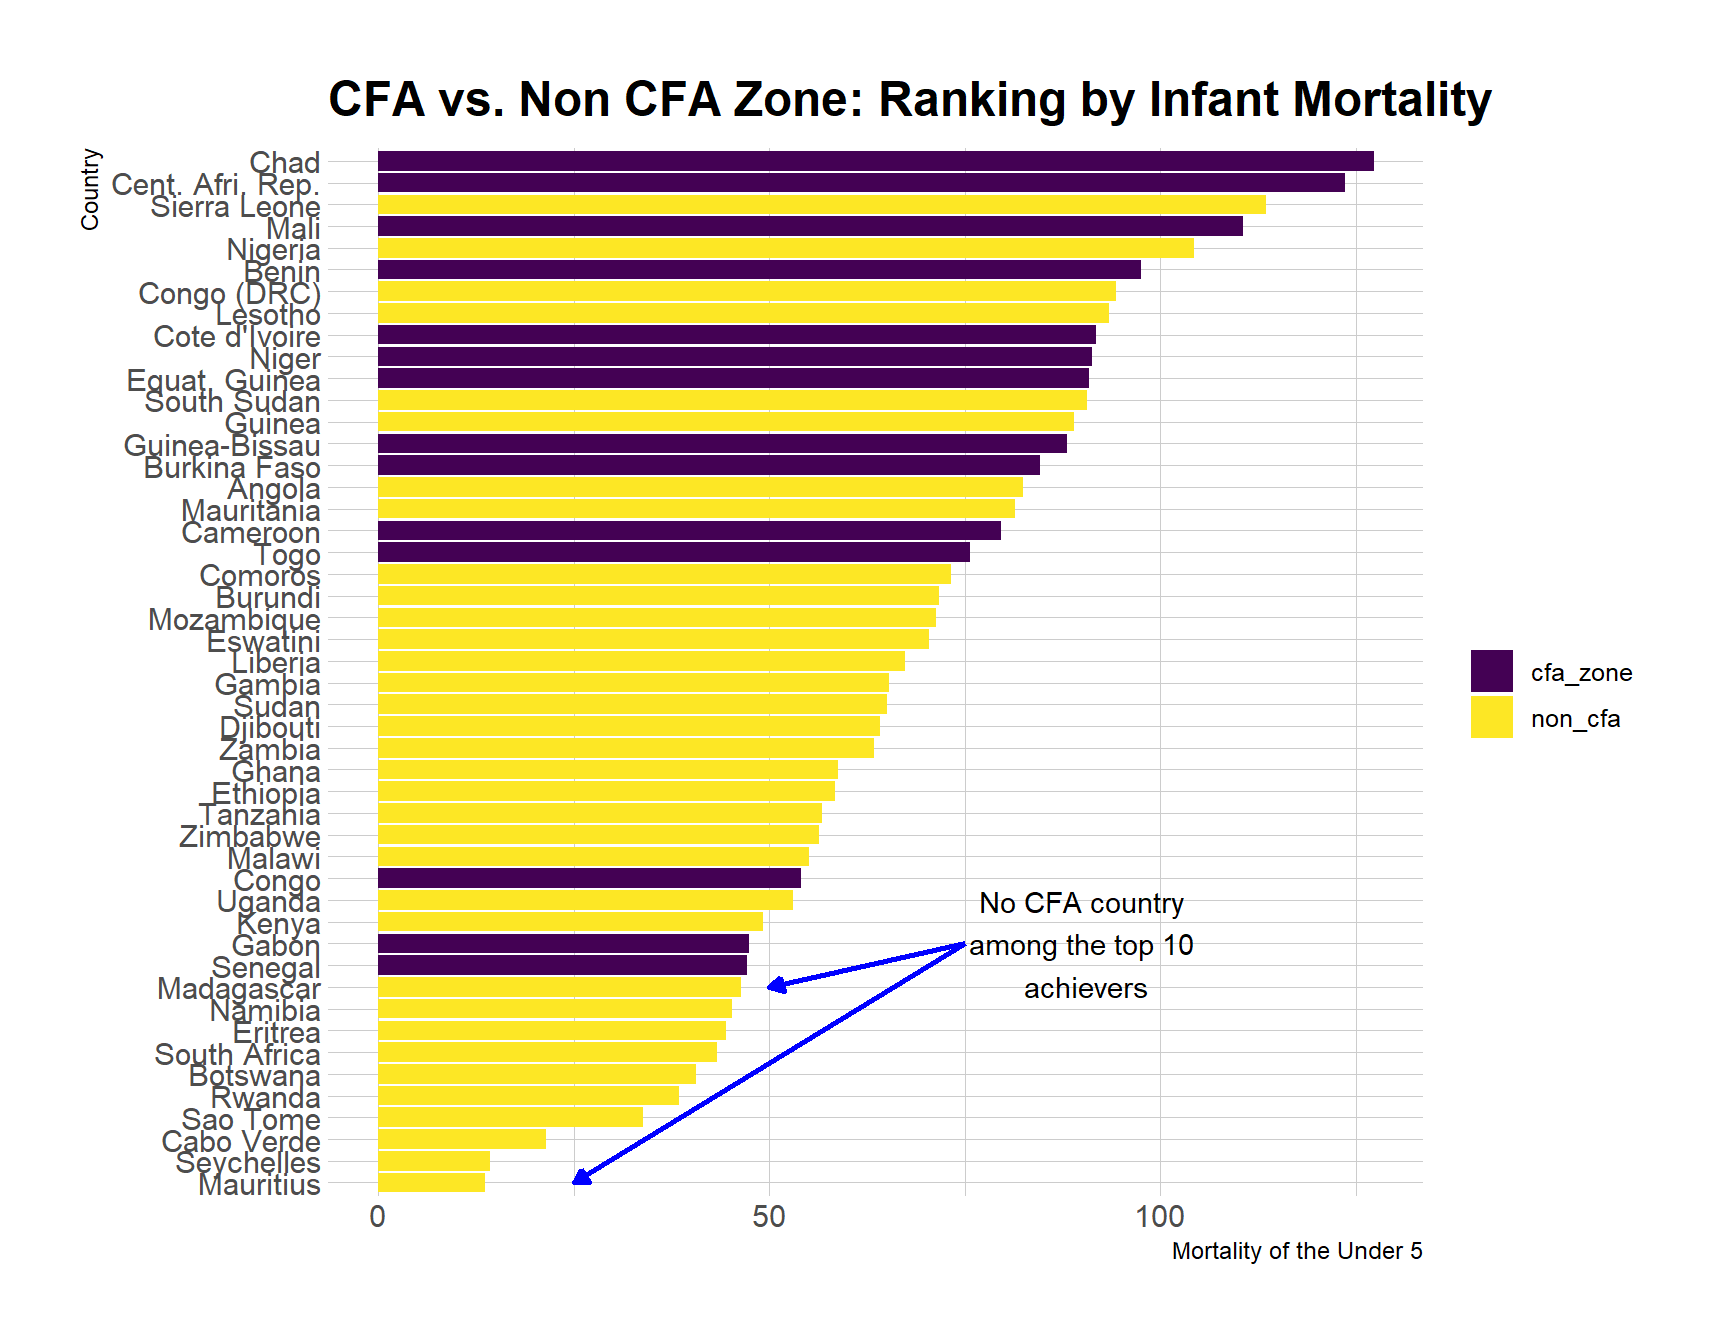 CFA vs. Non CFA Zone: Ranking by Infant Mortality
Country
Chad
Cent. Afri. Rep.
Sierra Leone
Mali
Nigeria
Benin
Congo (DRC)
Lesotho
Cote d'Ivoire
Niger
Equat. Guinea
South Sudan
Guinea
Guinea-Bissau
Burkina Faso
Angola
Mauritania
Cameroon
Togo
Comoros
Burundi
Mozambique
Eswatini
Liberia
Gambia
Sudan
Djibouti
Zambia
Ghana
Ethiopia
Tanzania
Zimbabwe
Malawi
Congo
Uganda
Kenya
Gabon
Senegal
Madagascar
Namibia
Eritrea
South Africa
Botswana
Rwanda
Sao Tome
Cabo Verde
Seychelles
Mauritius
No CFA country
among the top 10
achievers
cfa_zone
non_cfa
0 50 100
Mortality of the Under 5